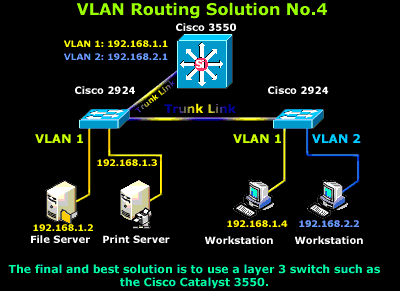 VLAN Routing Solution No.4
Cisco 3550
VLAN 1: 192.168.1.1
VLAN 2: 192.168.2.1
Si
Cisco 2924
Cisco 2924
Trunk Link
Trunk Link
VLAN 1
VLAN 1
VLAN 2
192.168.1.3
192.168.1.2
192.168.1.4
192.168.2.2
File Server
Print Server
Workstation
Workstation
The final and best solution is to use a layer 3 switch such as
the Cisco Catalyst 3550.